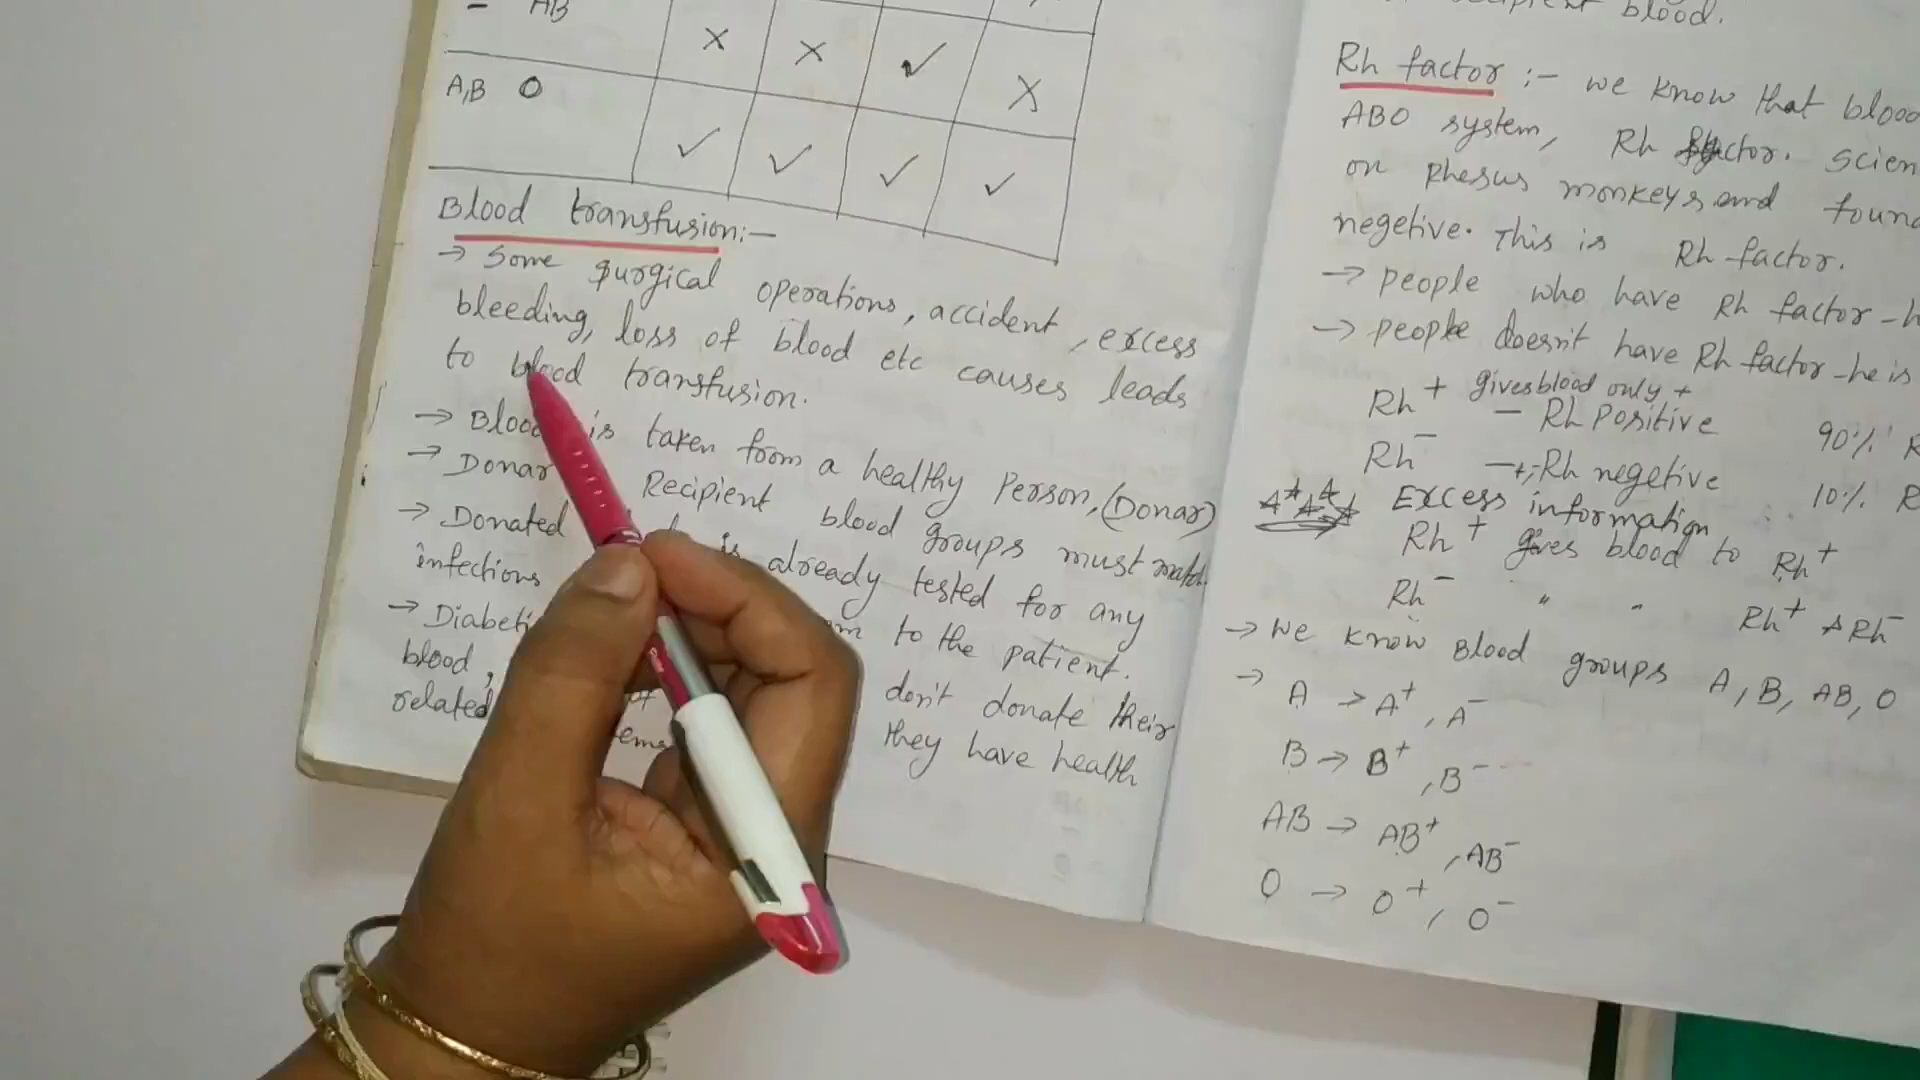 - AB
X X ✓ X
A,B O
✓ ✓ ✓ ✓
Blood transfusion:-
→ Some surgical operations, accident, excess
bleeding, loss of blood etc causes leads
to blood transfusion.
→ Blood is taken from a healthy Person, (Donar)
→ Donar Recipient blood groups must match
→ Donated is already tested for any
infections to the patient.
→ don't donate their
blood, they have health
related
recipient blood.
Rh factor :- we know that blood
ABO system, Rh factor. Scien
on Rhesus monkeys and found
negetive. This is Rh factor.
→ people who have Rh factor -h
→ people doesn't have Rh factor -he is
Rh+ gives blood only +
- Rh Positive 90% R
Rh- - Rh negetive 10% R
Excess information
Rh+ gives blood to Rh+
Rh- " " Rh+ & Rh-
→ We know Blood groups A, B, AB, O
→ A → A+, A-
B → B+, B-
AB → AB+, AB-
O → O+, O-